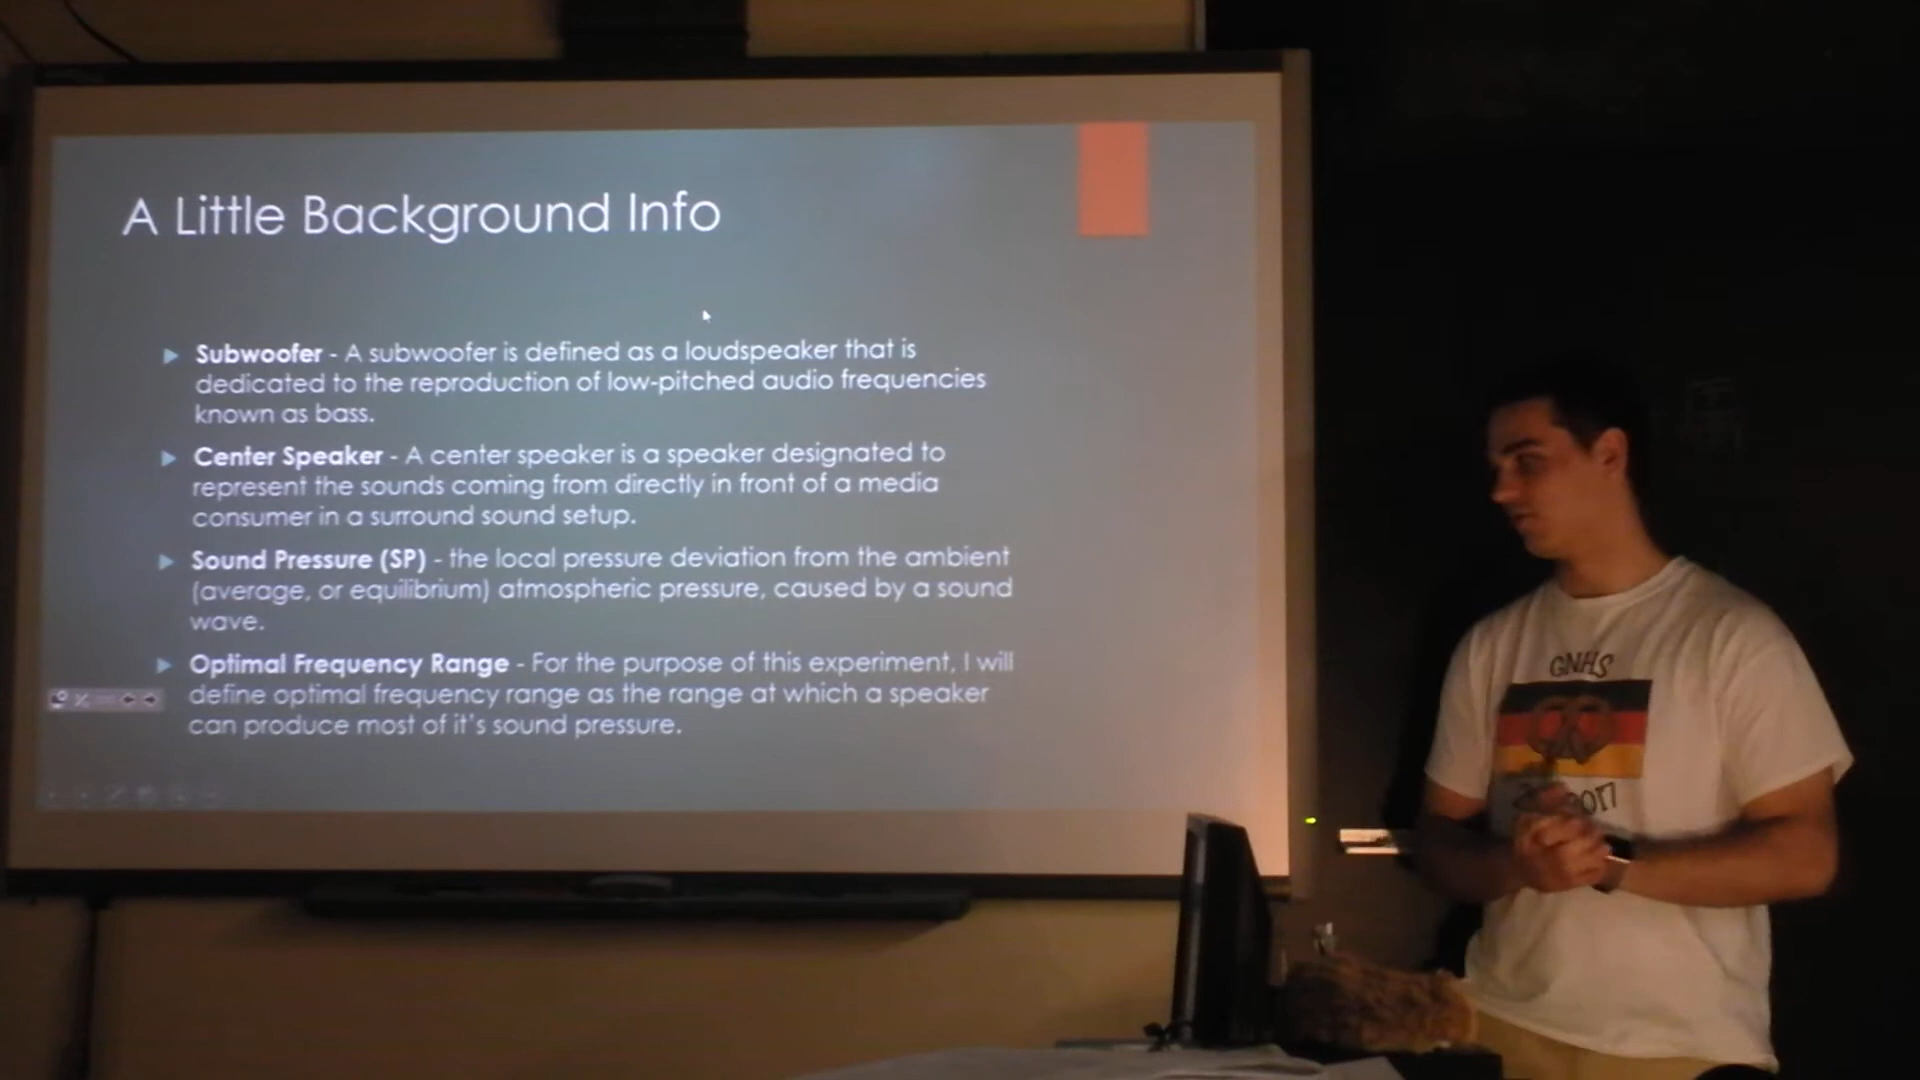 A Little Background Info
Subwoofer - A subwoofer is defined as a loudspeaker that is
dedicated to the reproduction of low-pitched audio frequencies
known as bass.
Center Speaker - A center speaker is a speaker designated to
represent the sounds coming from directly in front of a media
consumer in a surround sound setup.
Sound Pressure (SP) - the local pressure deviation from the ambient
(average, or equilibrium) atmospheric pressure, caused by a sound
wave.
Optimal Frequency Range - For the purpose of this experiment, I will
define optimal frequency range as the range at which a speaker
can produce most of it's sound pressure.
GNHS